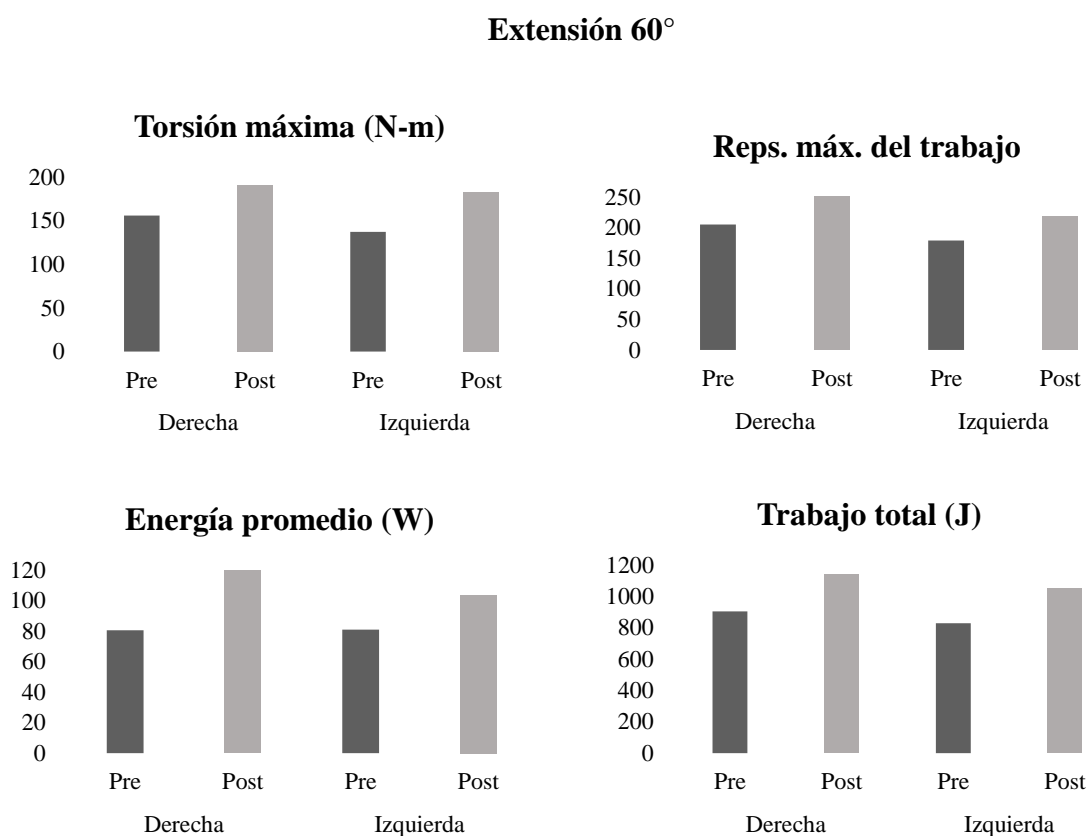 Extensión 60°
Torsión máxima (N-m)
200
150
100
50
0
Pre Post Pre Post
Derecha Izquierda
Reps. máx. del trabajo
250
200
150
100
50
0
Pre Post Pre Post
Derecha Izquierda
Energía promedio (W)
120
100
80
60
40
20
0
Pre Post Pre Post
Derecha Izquierda
Trabajo total (J)
1200
1000
800
600
400
200
0
Pre Post Pre Post
Derecha Izquierda